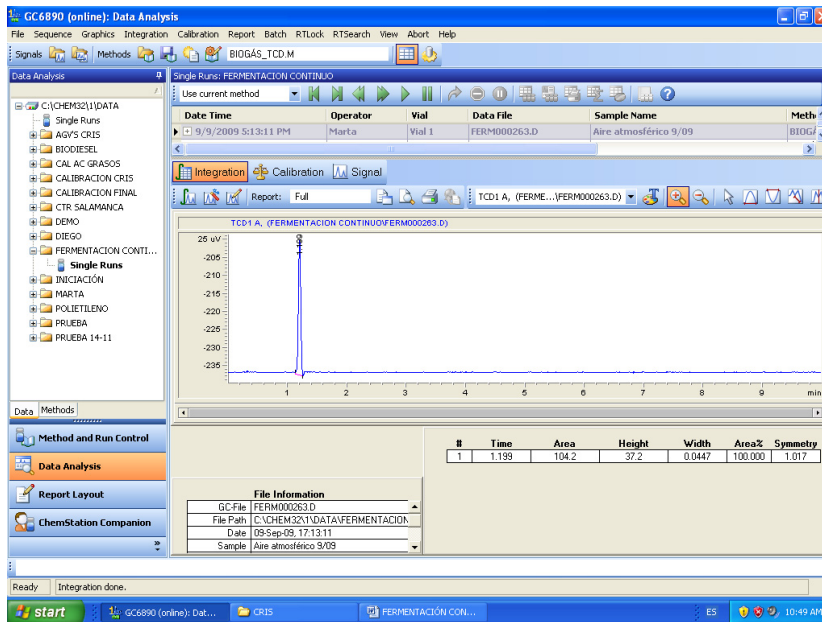 GC6890 (online): Data Analysis
File Sequence Graphics Integration Calibration Report Batch RTLock RTSearch View Abort Help
Signals Methods BIOGÁS_TCD.M
Data Analysis
Single Runs: FERMENTACION CONTINUO
Use current method
C:\CHEM32\1\DATA
Single Runs
AGV'S CRIS
BIODIESEL
CAL AC GRASOS
CALIBRACION CRIS
CALIBRACION FINAL
CTR SALAMANCA
DEMO
DIEGO
FERMENTACION CONTI...
Single Runs
INICIACIÓN
MARTA
POLIETILENO
PRUEBA
PRUEBA 14-11
Date Time Operator Vial Data File Sample Name Meth
9/9/2009 5:13:11 PM Marta Vial 1 FERM000263.D Aire atmosférico 9/09 BIOGÁ
Integration Calibration Signal
Report: Full TCD1 A, (FERME...\FERM000263.D)
TCD1 A, (FERMENTACION CONTINUO\FERM000263.D)
25 uV
1.199
-205
-210
-215
-220
-225
-230
-235
1 2 3 4 5 6 7 8 9 min
Data Methods
Method and Run Control
Data Analysis
Report Layout
ChemStation Companion
# Time Area Height Width Area% Symmetry
1 1.199 104.2 37.2 0.0447 100.000 1.017
File Information
GC-File FERM000263.D
File Path C:\CHEM32\1\DATA\FERMENTACION
Date 09-Sep-09, 17:13:11
Sample Aire atmosférico 9/09
Ready Integration done.
start GC6890 (online): Dat... CRIS FERMENTACIÓN CON... ES 10:49 AM